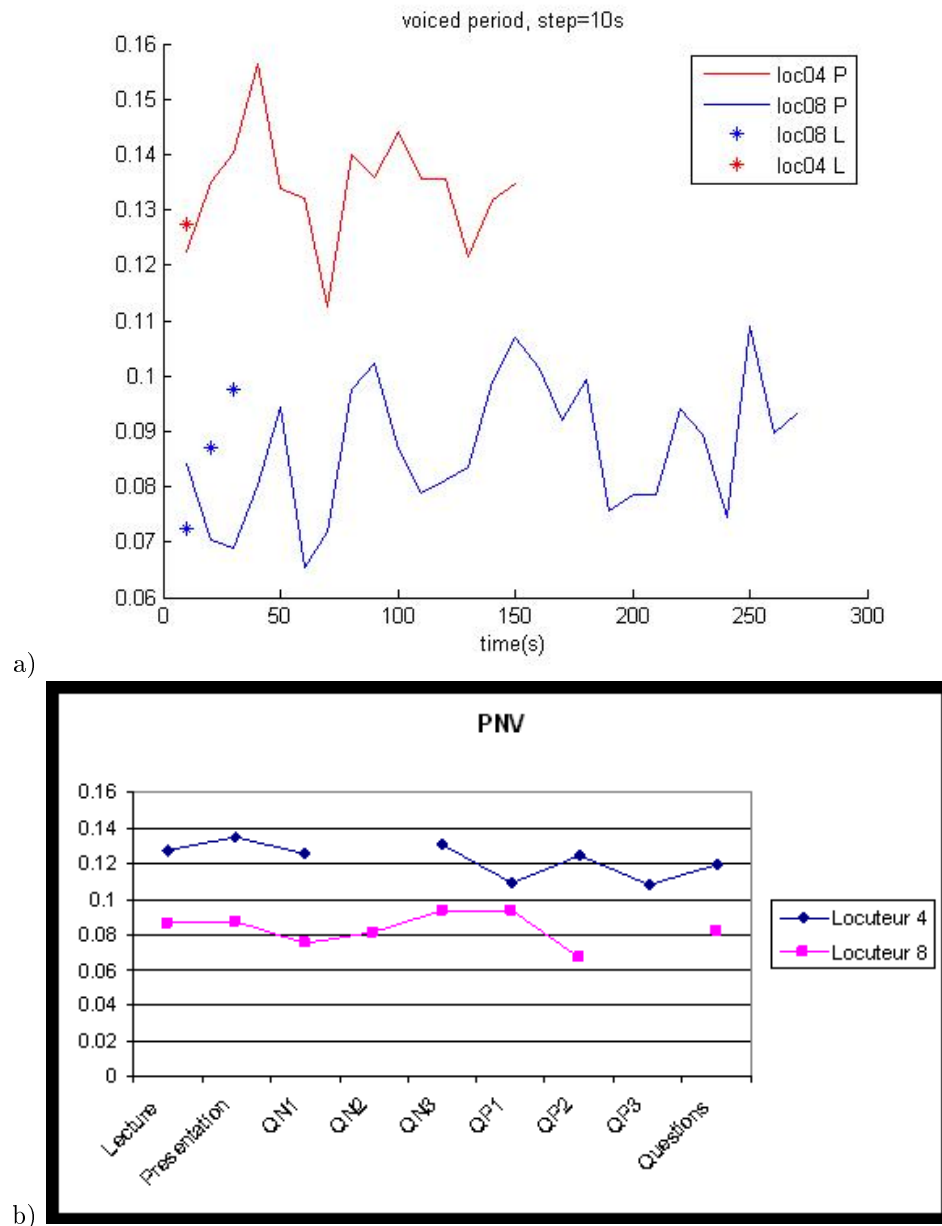 voiced period, step=10s
0.16
0.15
0.14
0.13
0.12
0.11
0.1
0.09
0.08
0.07
0.06
0
50
100
150
200
250
300
time(s)
loc04 P
loc08 P
loc08 L
loc04 L
a)
PNV
0.16
0.14
0.12
0.1
0.08
0.06
0.04
0.02
0
Lecture
Presentation
QN1
QN2
QN3
QP1
QP2
QP3
Questions
Locuteur 4
Locuteur 8
b)